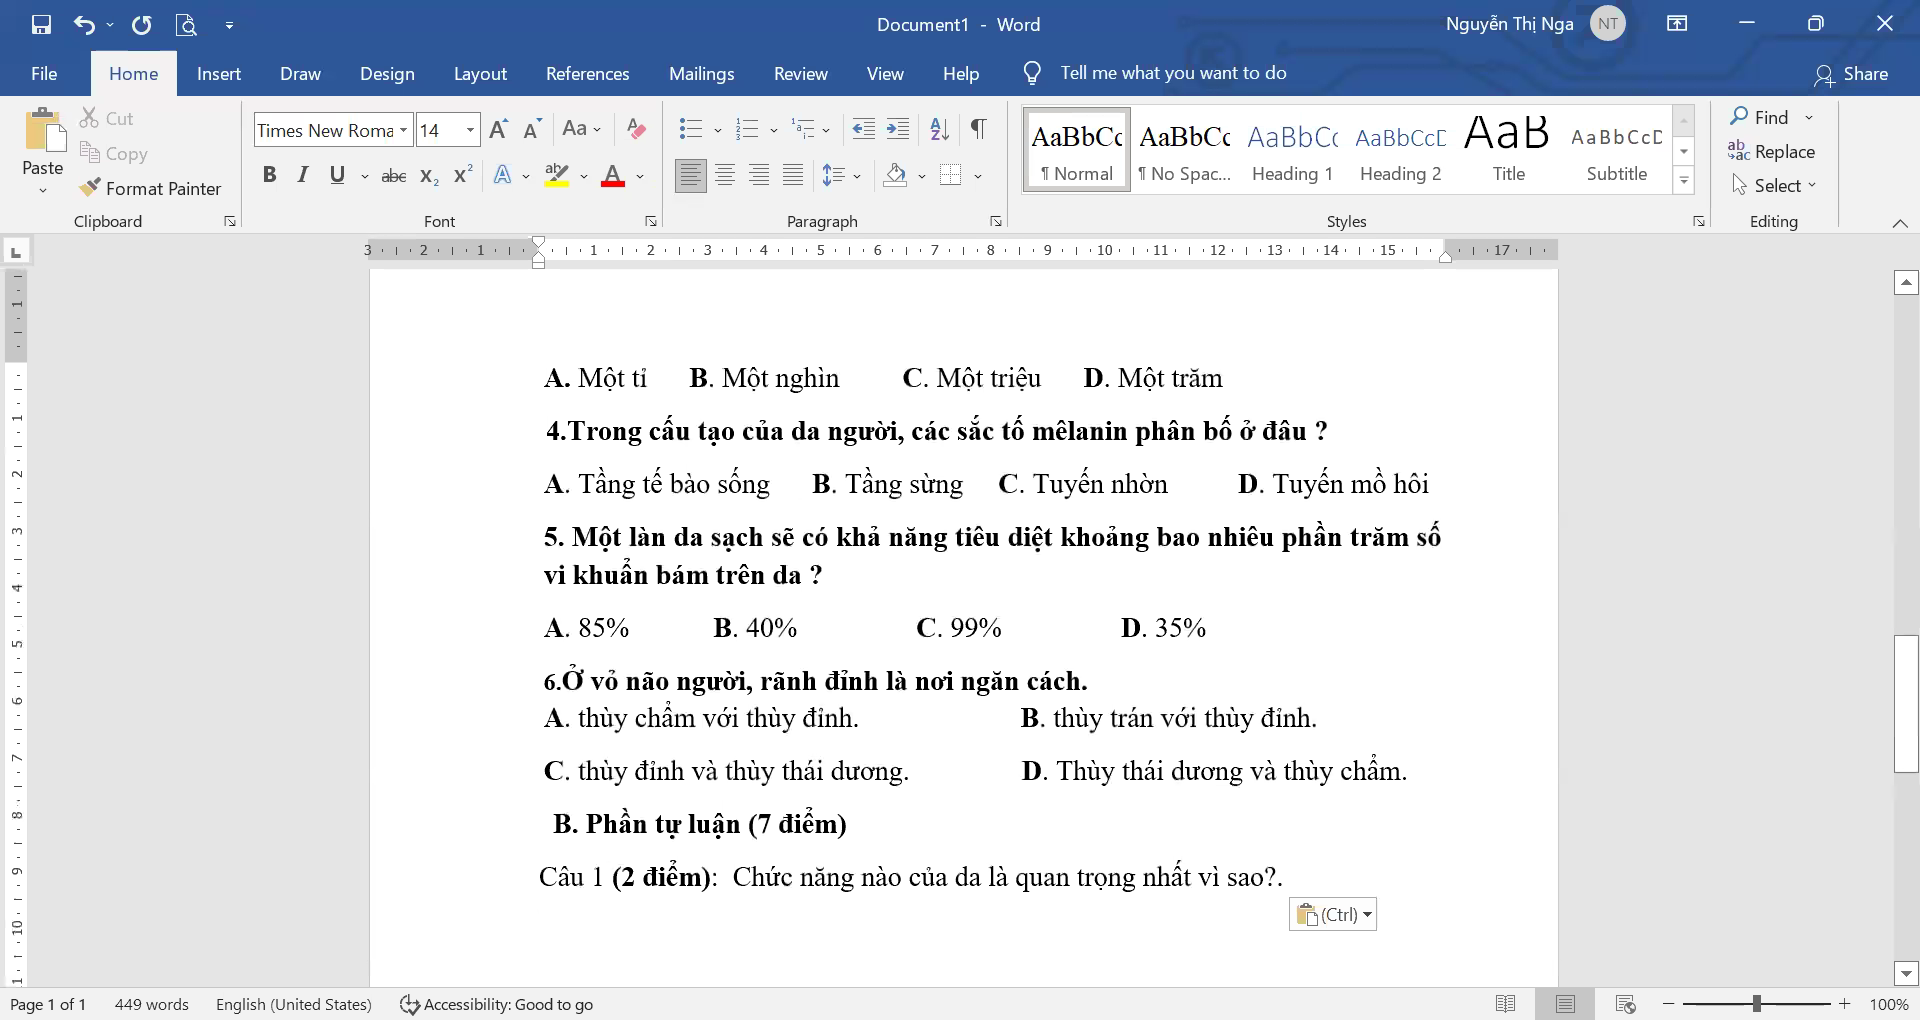 Document1 - Word
Nguyễn Thị Nga NT
File Home Insert Draw Design Layout References Mailings Review View Help Tell me what you want to do Share
Paste
Cut
Copy
Format Painter
Clipboard
Times New Roma 14
Font
Paragraph
AaBbCc AaBbCc AaBbCc AaBbCcD AaB AaBbCcD
¶ Normal ¶ No Spac... Heading 1 Heading 2 Title Subtitle
Styles
Find
Replace
Select
Editing
3 2 1 1 2 3 4 5 6 7 8 9 10 11 12 13 14 15 17
A. Một tỉ B. Một nghìn C. Một triệu D. Một trăm
4.Trong cấu tạo của da người, các sắc tố mêlanin phân bố ở đâu ?
A. Tầng tế bào sống B. Tầng sừng C. Tuyến nhờn D. Tuyến mồ hôi
5. Một làn da sạch sẽ có khả năng tiêu diệt khoảng bao nhiêu phần trăm số
vi khuẩn bám trên da ?
A. 85% B. 40% C. 99% D. 35%
6.Ở vỏ não người, rãnh đỉnh là nơi ngăn cách.
A. thùy chẩm với thùy đỉnh. B. thùy trán với thùy đỉnh.
C. thùy đỉnh và thùy thái dương. D. Thùy thái dương và thùy chẩm.
B. Phần tự luận (7 điểm)
Câu 1 (2 điểm): Chức năng nào của da là quan trọng nhất vì sao?.
(Ctrl)
Page 1 of 1 449 words English (United States) Accessibility: Good to go 100%